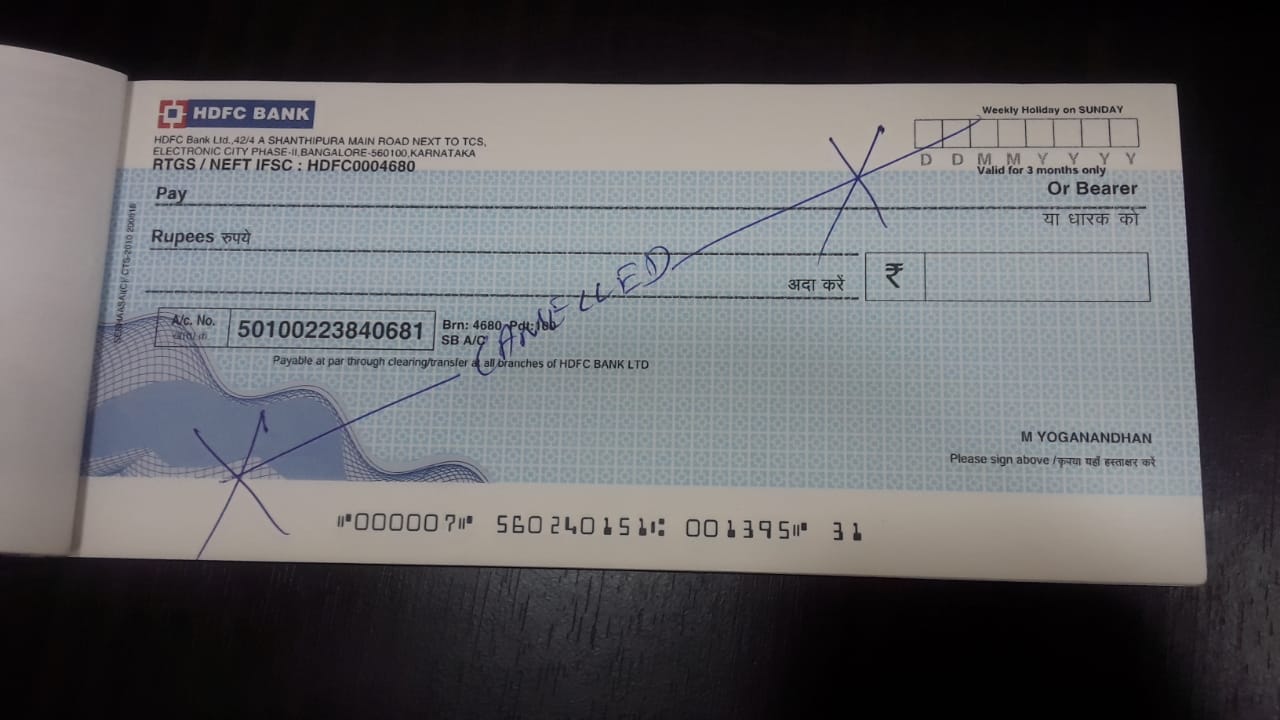 HDFC BANK
HDFC Bank Ltd.,42/4 A SHANTHIPURA MAIN ROAD NEXT TO TCS,
ELECTRONIC CITY PHASE-II,BANGALORE-560100,KARNATAKA
RTGS / NEFT IFSC : HDFC0004680
Weekly Holiday on SUNDAY
D D M M Y Y Y Y
Valid for 3 months only
Pay
Or Bearer
या धारक को
Rupees रुपये
अदा करें
₹
CANCELLED
A/c. No.
50100223840681
Brn: 4680 Pdt:
SB A/C
Payable at par through clearing/transfer at all branches of HDFC BANK LTD
M YOGANANDHAN
Please sign above /कृपया यहाँ हस्ताक्षर करें
⑈000007⑈ 560240151⑆ 001395⑈ 31